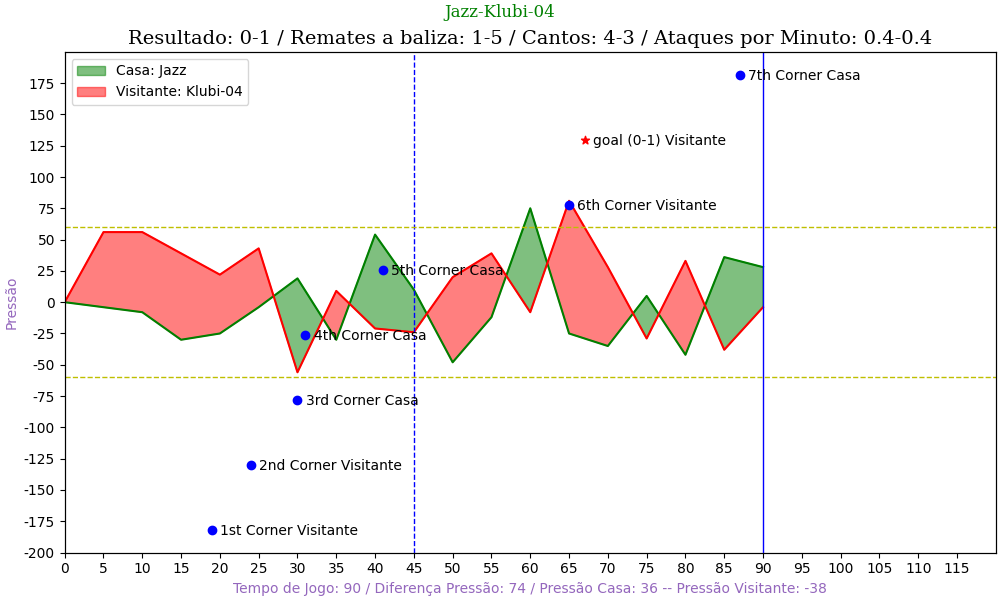 Jazz-Klubi-04
Resultado: 0-1 / Remates a baliza: 1-5 / Cantos: 4-3 / Ataques por Minuto: 0.4-0.4
Casa: Jazz
Visitante: Klubi-04
7th Corner Casa
goal (0-1) Visitante
6th Corner Visitante
5th Corner Casa
4th Corner Casa
3rd Corner Casa
2nd Corner Visitante
1st Corner Visitante
Pressão
175
150
125
100
75
50
25
0
-25
-50
-75
-100
-125
-150
-175
-200
0 5 10 15 20 25 30 35 40 45 50 55 60 65 70 75 80 85 90 95 100 105 110 115
Tempo de Jogo: 90 / Diferença Pressão: 74 / Pressão Casa: 36 -- Pressão Visitante: -38